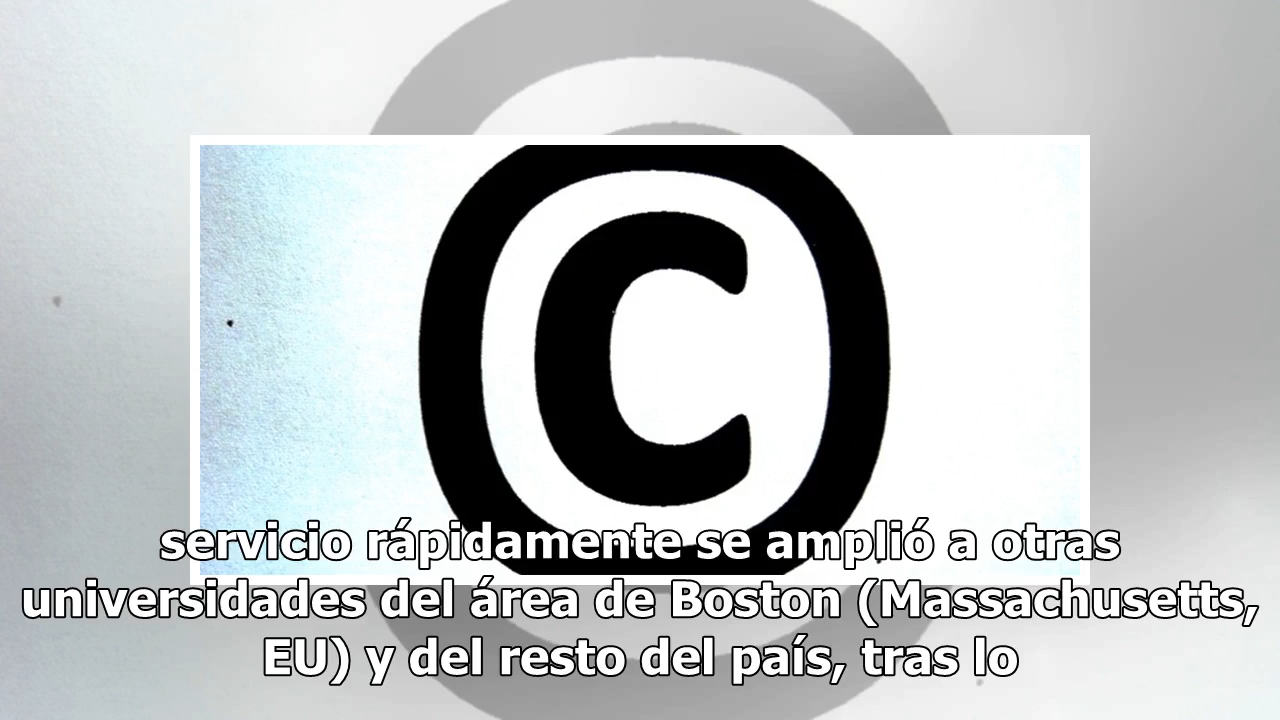 ©
servicio rápidamente se amplió a otras
universidades del área de Boston (Massachusetts,
EU) y del resto del país, tras lo